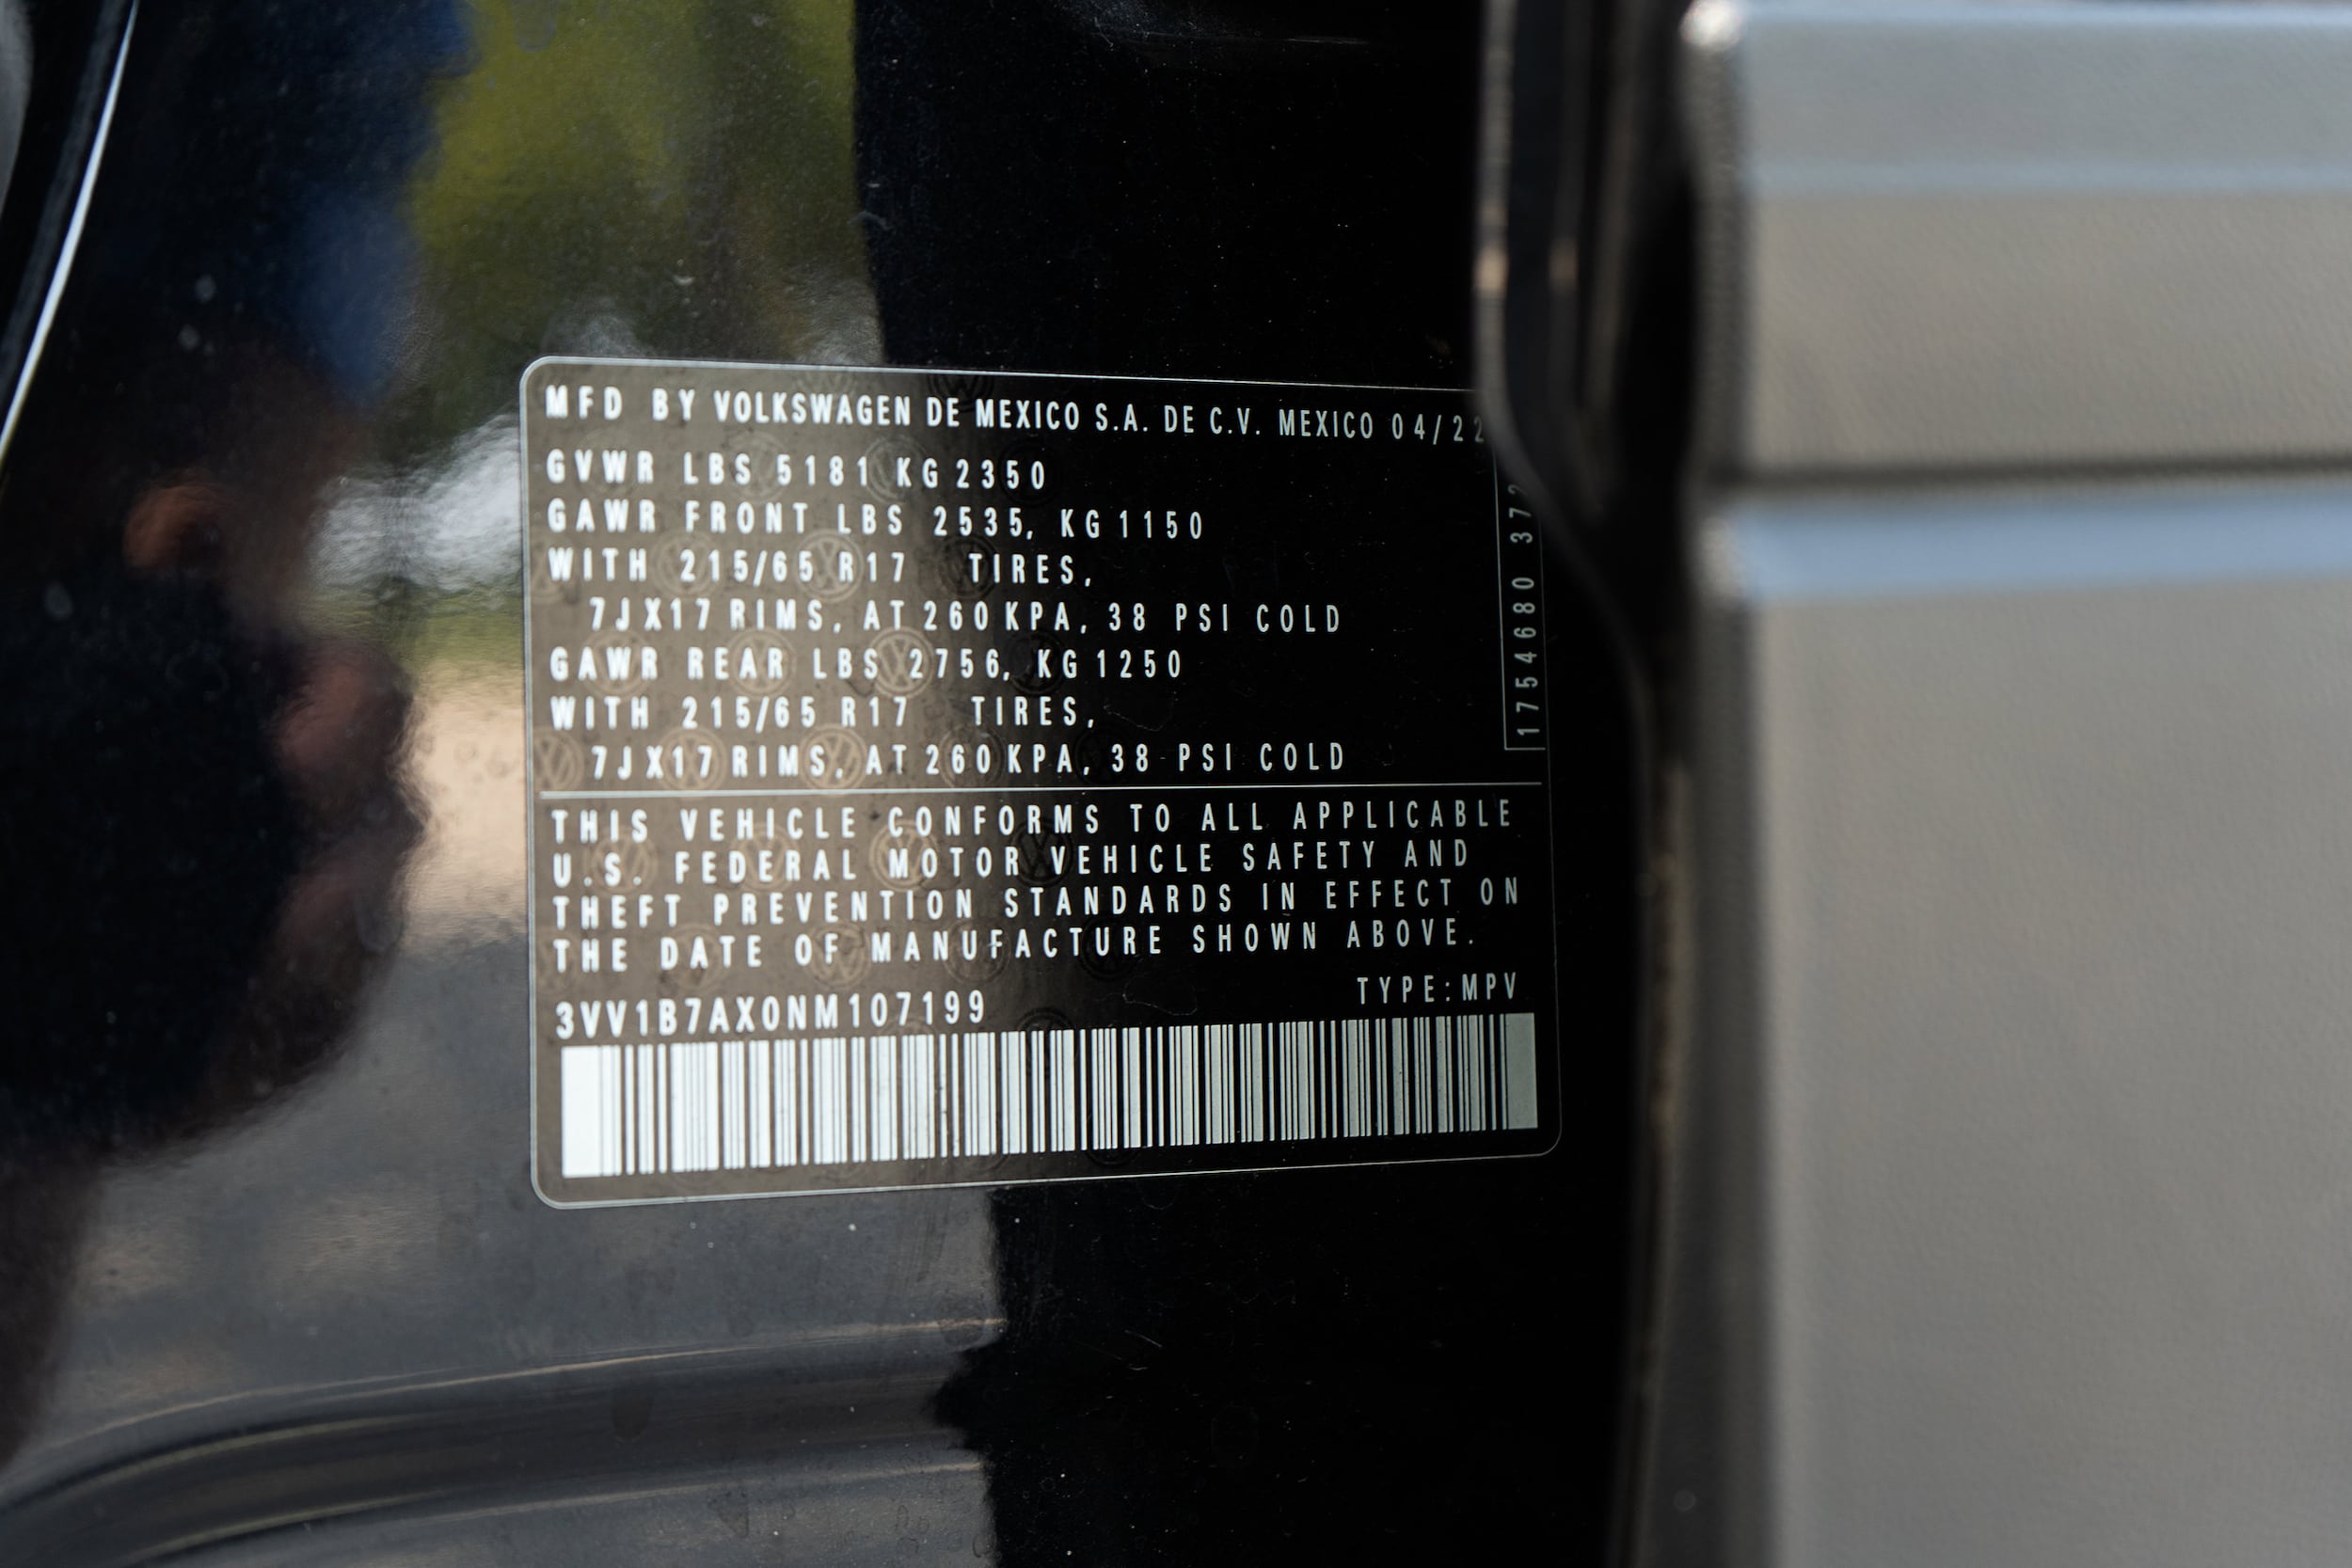 MFD BY VOLKSWAGEN DE MEXICO S.A. DE C.V. MEXICO 04/22
GVWR LBS 5181 KG 2350
GAWR FRONT LBS 2535, KG 1150
WITH 215/65 R17 TIRES,
7JX17 RIMS, AT 260 KPA, 38 PSI COLD
GAWR REAR LBS 2756, KG 1250
WITH 215/65 R17 TIRES,
7JX17 RIMS, AT 260 KPA, 38 PSI COLD
1754680 372
THIS VEHICLE CONFORMS TO ALL APPLICABLE
U.S. FEDERAL MOTOR VEHICLE SAFETY AND
THEFT PREVENTION STANDARDS IN EFFECT ON
THE DATE OF MANUFACTURE SHOWN ABOVE.
TYPE:MPV
3VV1B7AX0NM107199